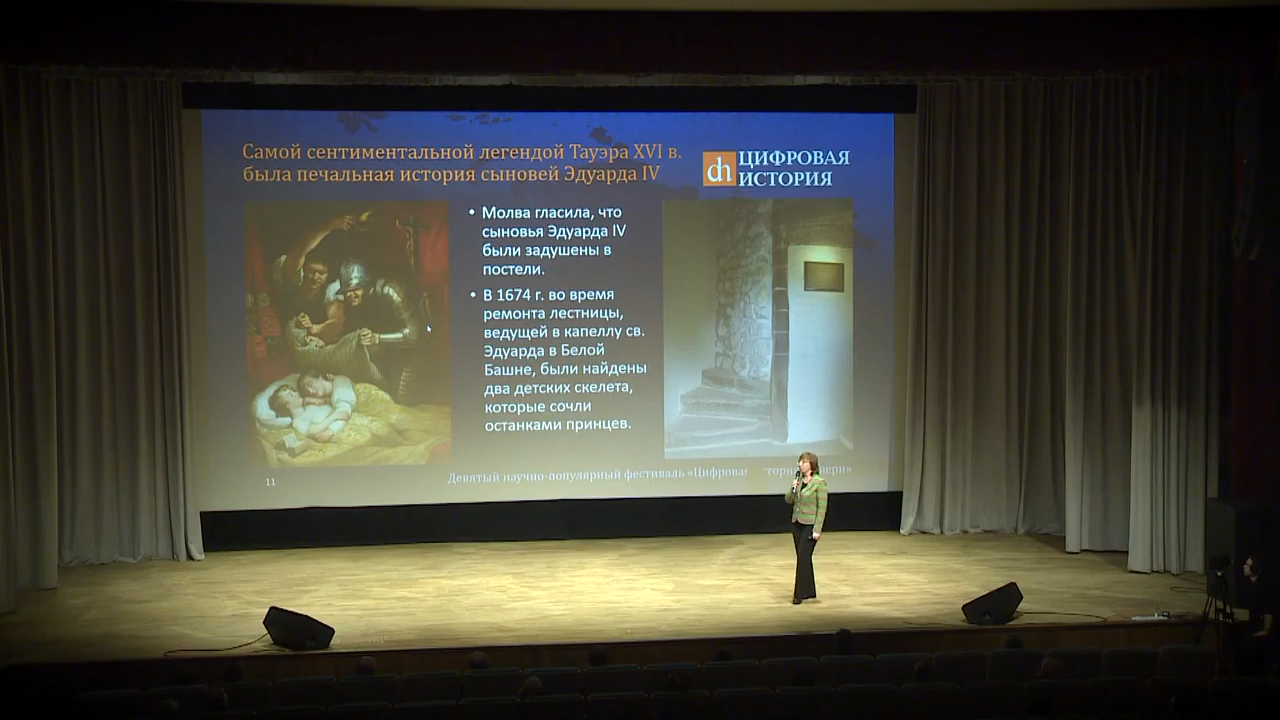 Самой сентиментальной легендой Тауэра XVI в.
была печальная история сыновей Эдуарда IV
dh ЦИФРОВАЯ
ИСТОРИЯ
• Молва гласила, что
сыновья Эдуарда IV
были задушены в
постели.
• В 1674 г. во время
ремонта лестницы,
ведущей в капеллу св.
Эдуарда в Белой
Башне, были найдены
два детских скелета,
которые сочли
останками принцев.
11
Девятый научно-популярный фестиваль